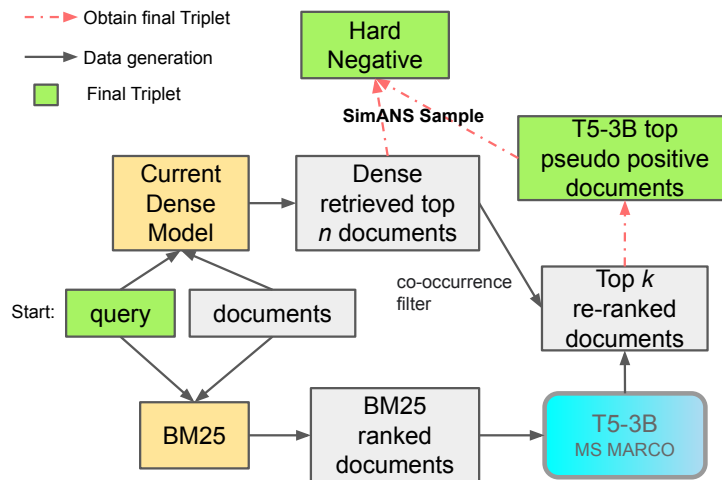 Obtain final Triplet
Data generation
Final Triplet
Hard
Negative
SimANS Sample
T5-3B top
pseudo positive
documents
Current
Dense
Model
Dense
retrieved top
n documents
co-occurrence
filter
Top k
re-ranked
documents
Start:
query
documents
BM25
BM25
ranked
documents
T5-3B
MS MARCO